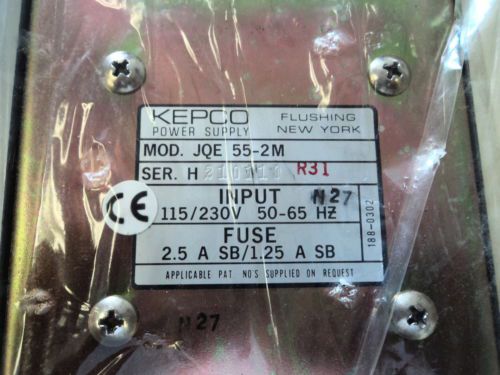 KEPCO
POWER SUPPLY
FLUSHING
NEW YORK
MOD. JQE 55-2M
SER. H R31
INPUT N27
115/230V 50-65 HZ
FUSE
2.5 A SB/1.25 A SB
APPLICABLE PAT. NO'S SUPPLIED ON REQUEST
188-0302
CE
N27